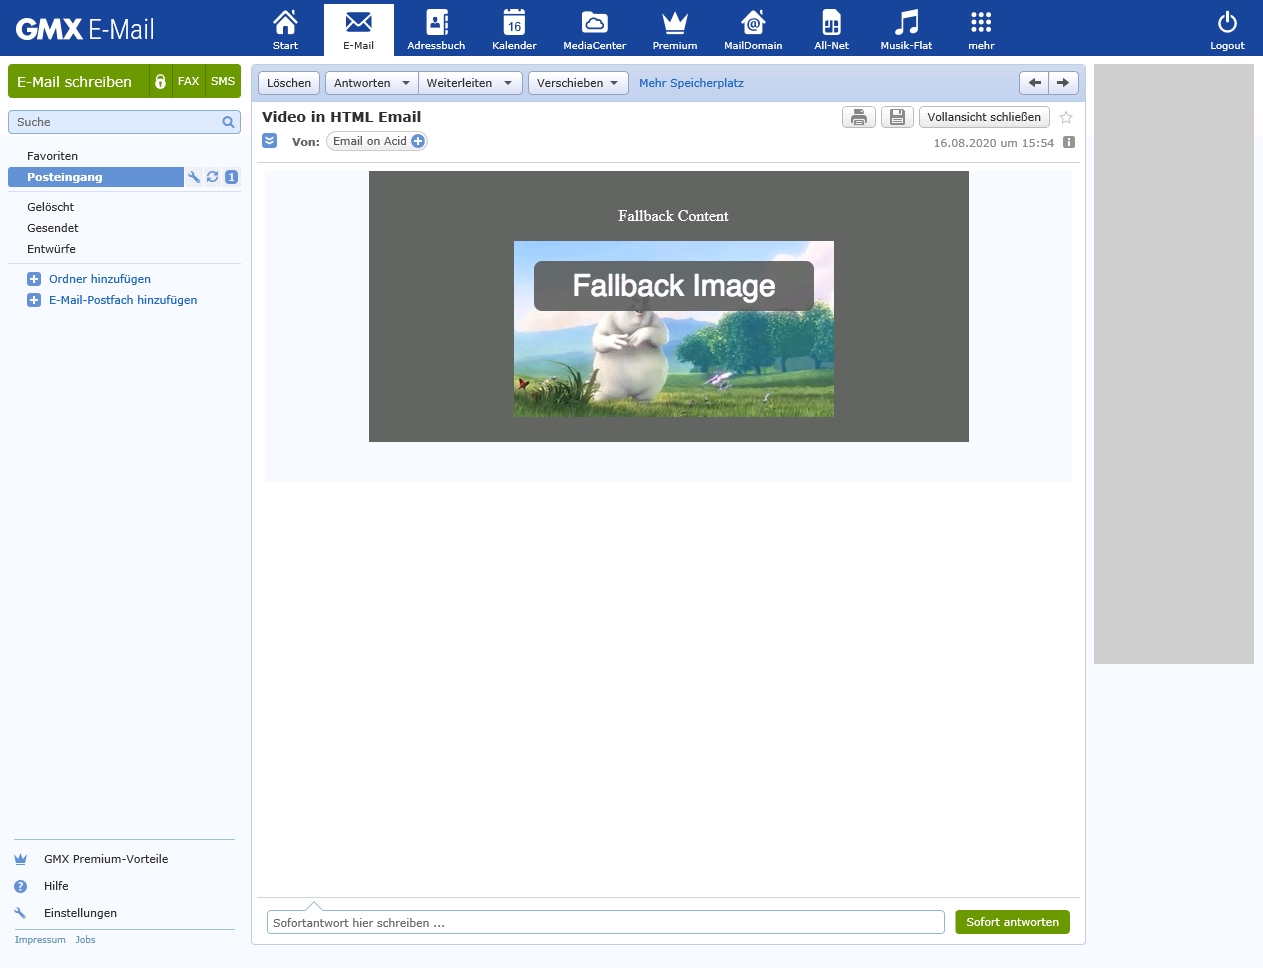 GMX E-Mail
Start
E-Mail
Adressbuch
16
Kalender
MediaCenter
Premium
@
MailDomain
All-Net
Musik-Flat
mehr
Logout
E-Mail schreiben FAX SMS
Suche
Favoriten
Posteingang 1
Gelöscht
Gesendet
Entwürfe
Ordner hinzufügen
E-Mail-Postfach hinzufügen
GMX Premium-Vorteile
Hilfe
Einstellungen
Impressum Jobs
Löschen Antworten Weiterleiten Verschieben Mehr Speicherplatz
Video in HTML Email
Vollansicht schließen
Von: Email on Acid
16.08.2020 um 15:54
Fallback Content
Fallback Image
Sofortantwort hier schreiben ...
Sofort antworten